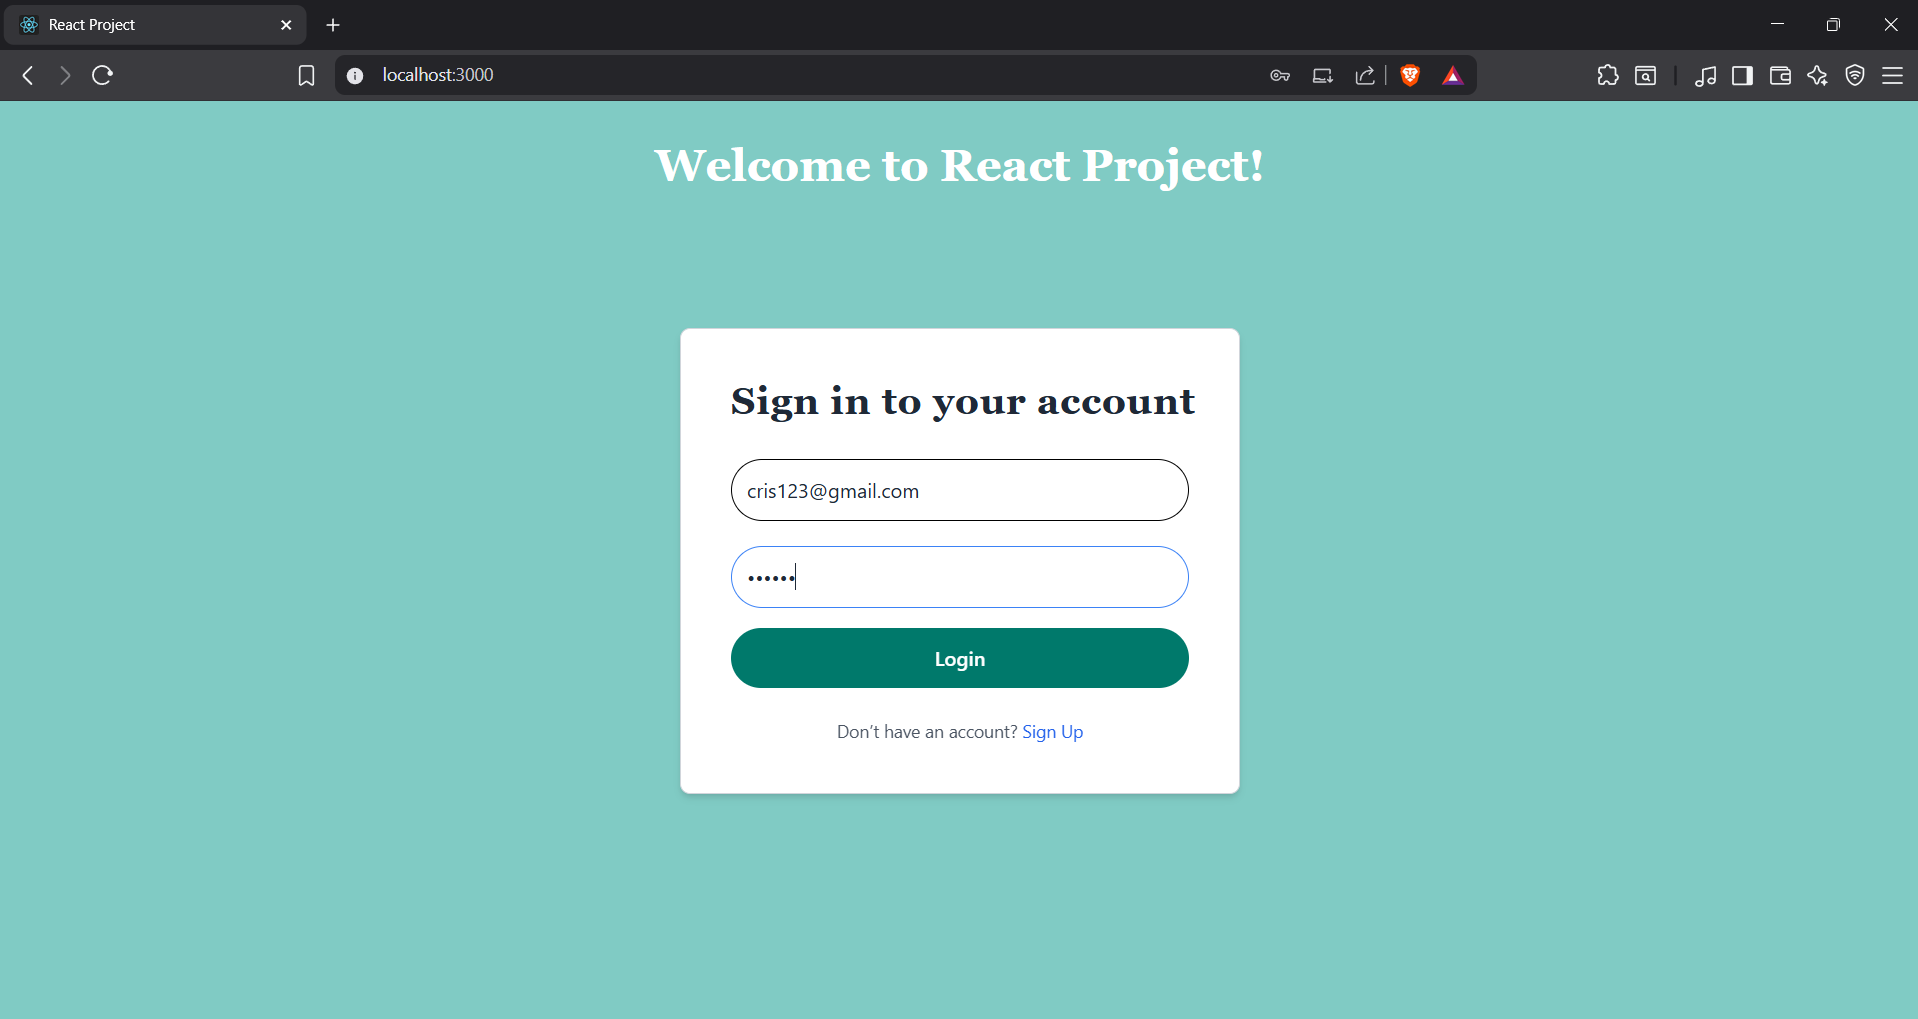 React Project
localhost:3000
Welcome to React Project!
Sign in to your account
cris123@gmail.com
••••••
Login
Don't have an account? Sign Up